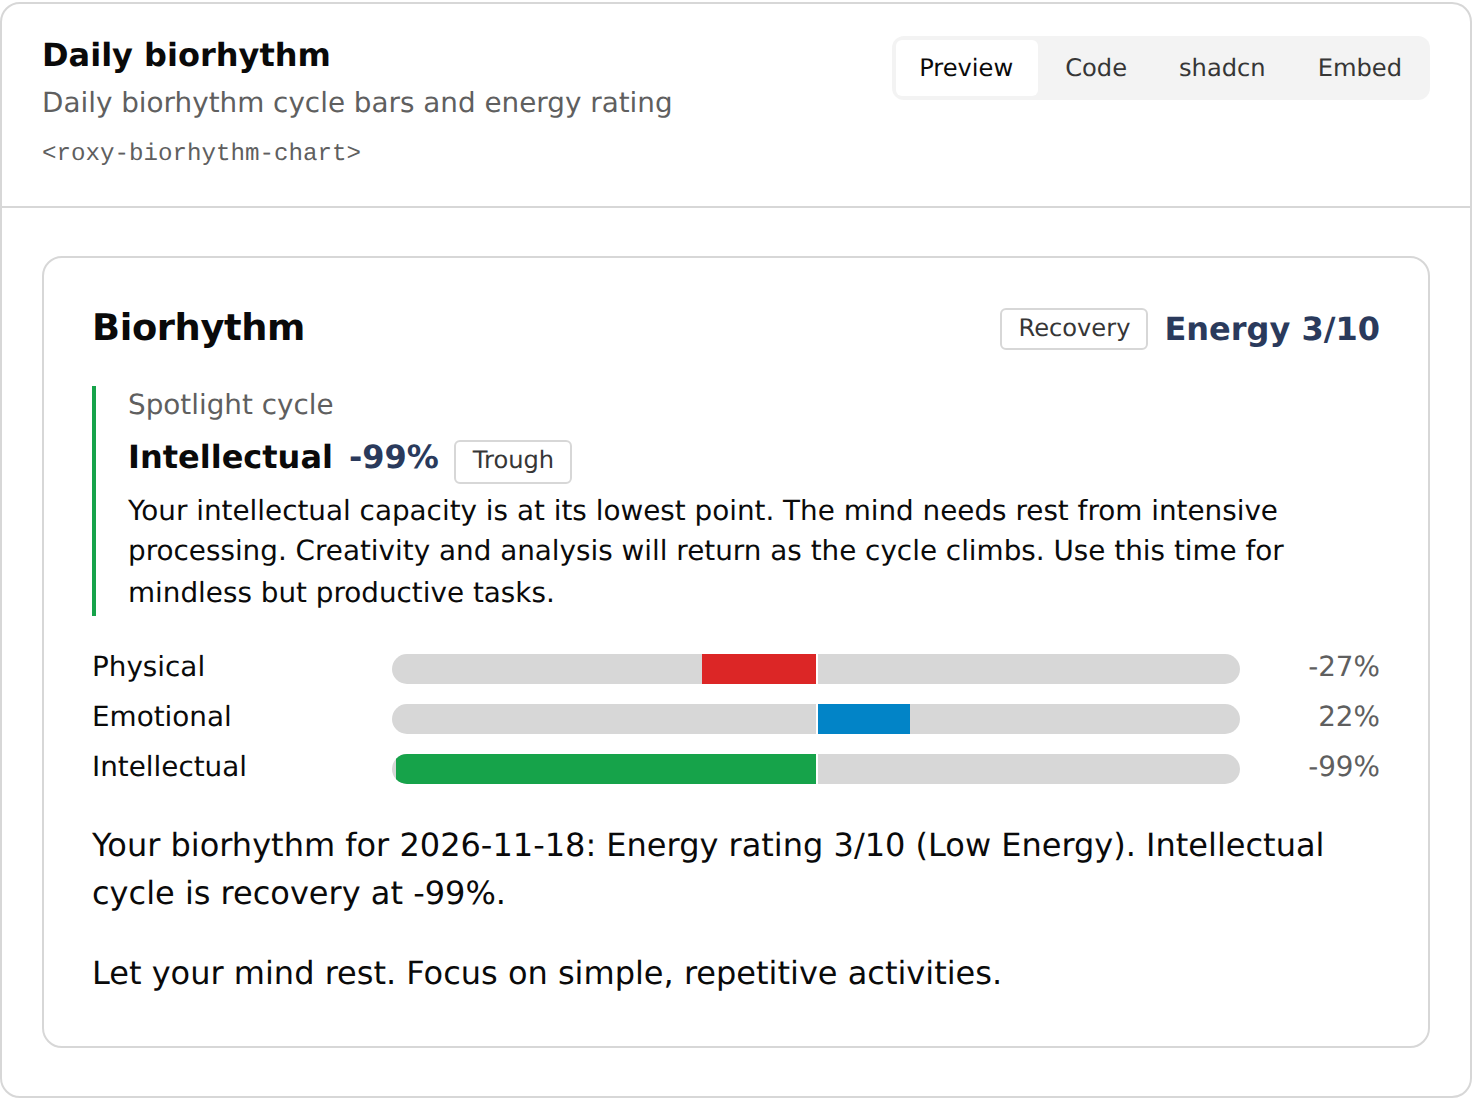 Daily biorhythm
Preview Code shadcn Embed
Daily biorhythm cycle bars and energy rating
<roxy-biorhythm-chart>
Biorhythm
Recovery Energy 3/10
Spotlight cycle
Intellectual -99% Trough
Your intellectual capacity is at its lowest point. The mind needs rest from intensive
processing. Creativity and analysis will return as the cycle climbs. Use this time for
mindless but productive tasks.
Physical -27%
Emotional 22%
Intellectual -99%
Your biorhythm for 2026-11-18: Energy rating 3/10 (Low Energy). Intellectual
cycle is recovery at -99%.
Let your mind rest. Focus on simple, repetitive activities.